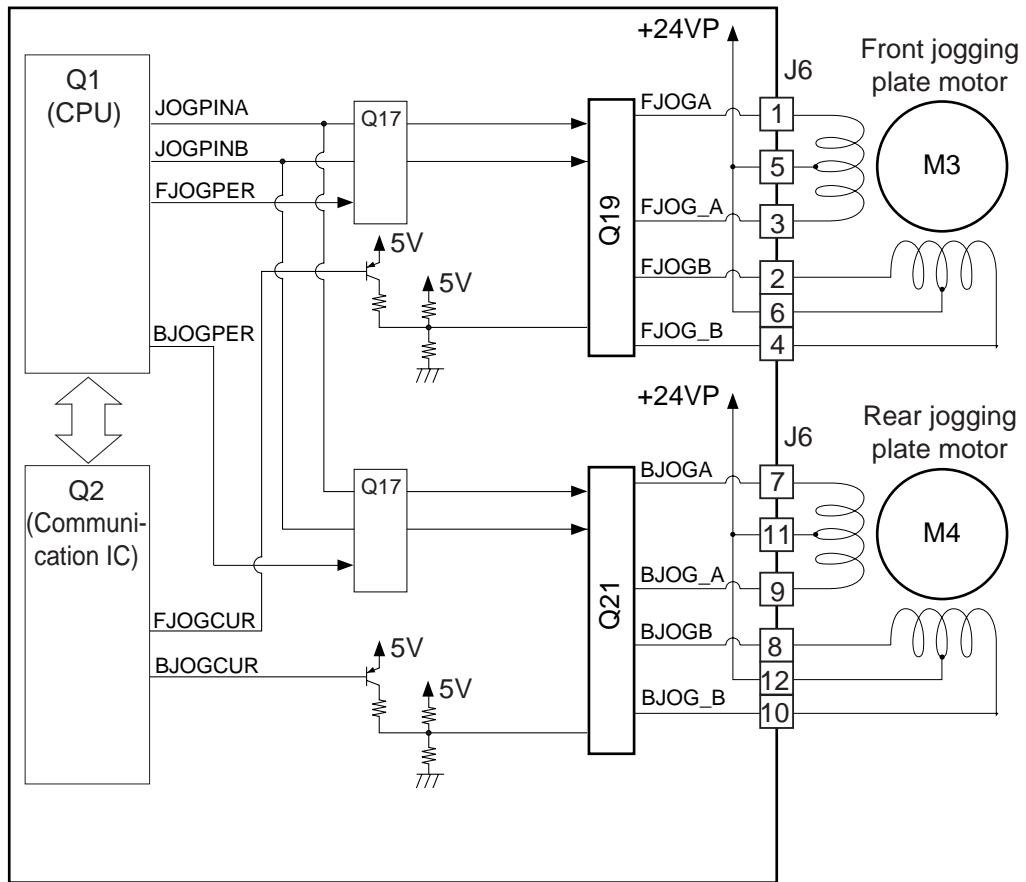 +24VP
Front jogging
plate motor
J6
Q1
(CPU)
JOGPINA
JOGPINB
FJOGPER
BJOGPER
Q17
5V
5V
Q19
FJOGA
1
5
FJOG_A
3
FJOGB
2
6
FJOG_B
4
M3
+24VP
Rear jogging
plate motor
J6
Q2
(Communi-
cation IC)
FJOGCUR
BJOGCUR
Q17
5V
5V
Q21
BJOGA
7
11
BJOG_A
9
BJOGB
8
12
BJOG_B
10
M4